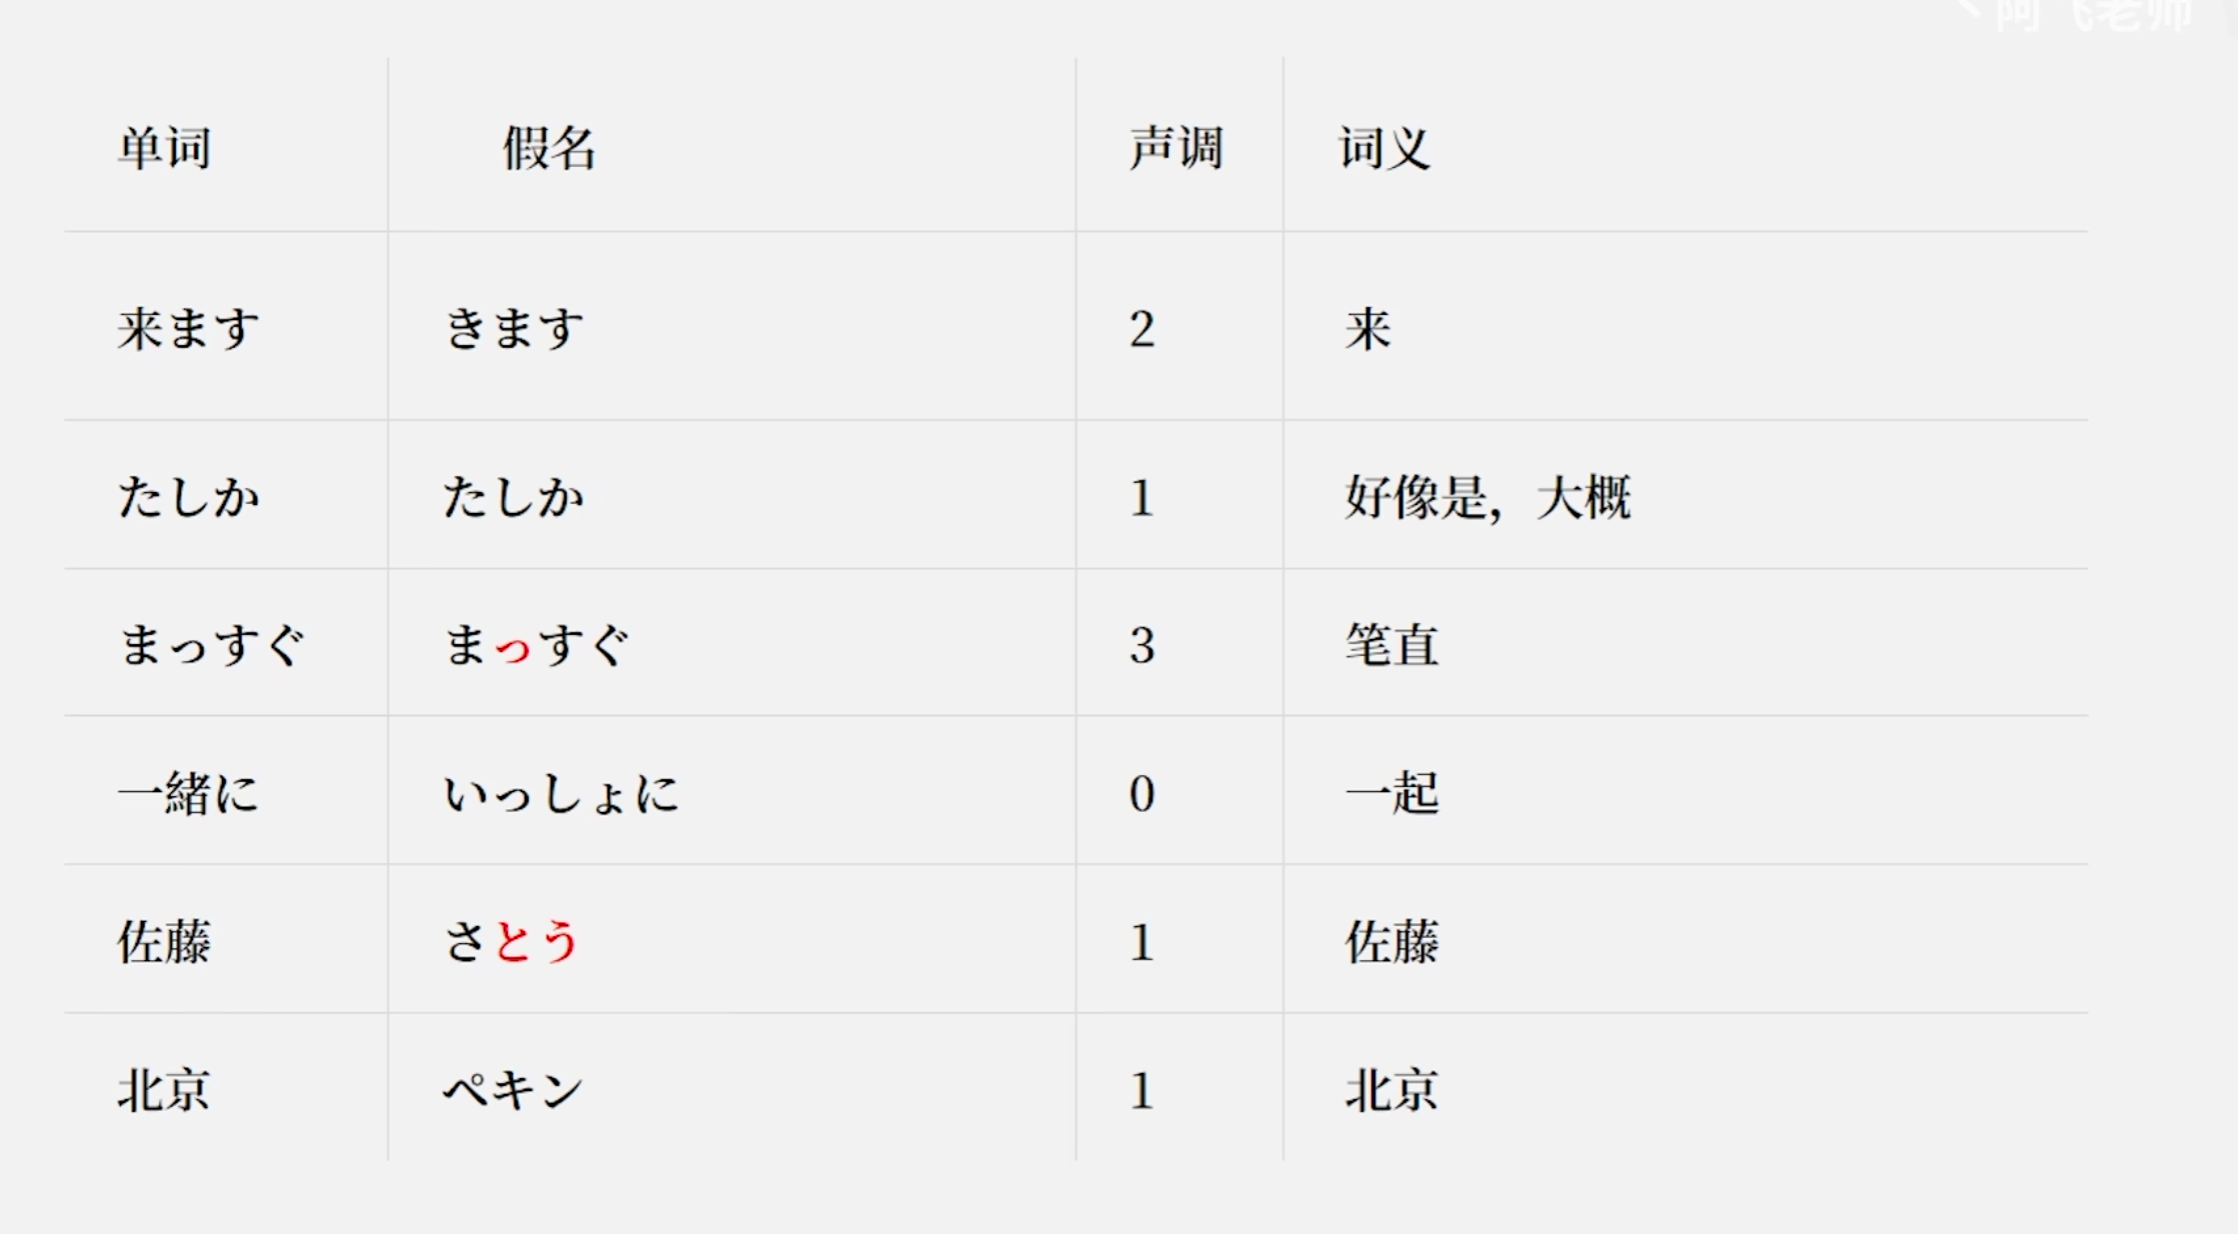 阿飞老师
单词 假名 声调 词义
来ます きます 2 来
たしか たしか 1 好像是，大概
まっすぐ まっすぐ 3 笔直
一緒に いっしょに 0 一起
佐藤 さとう 1 佐藤
北京 ペキン 1 北京